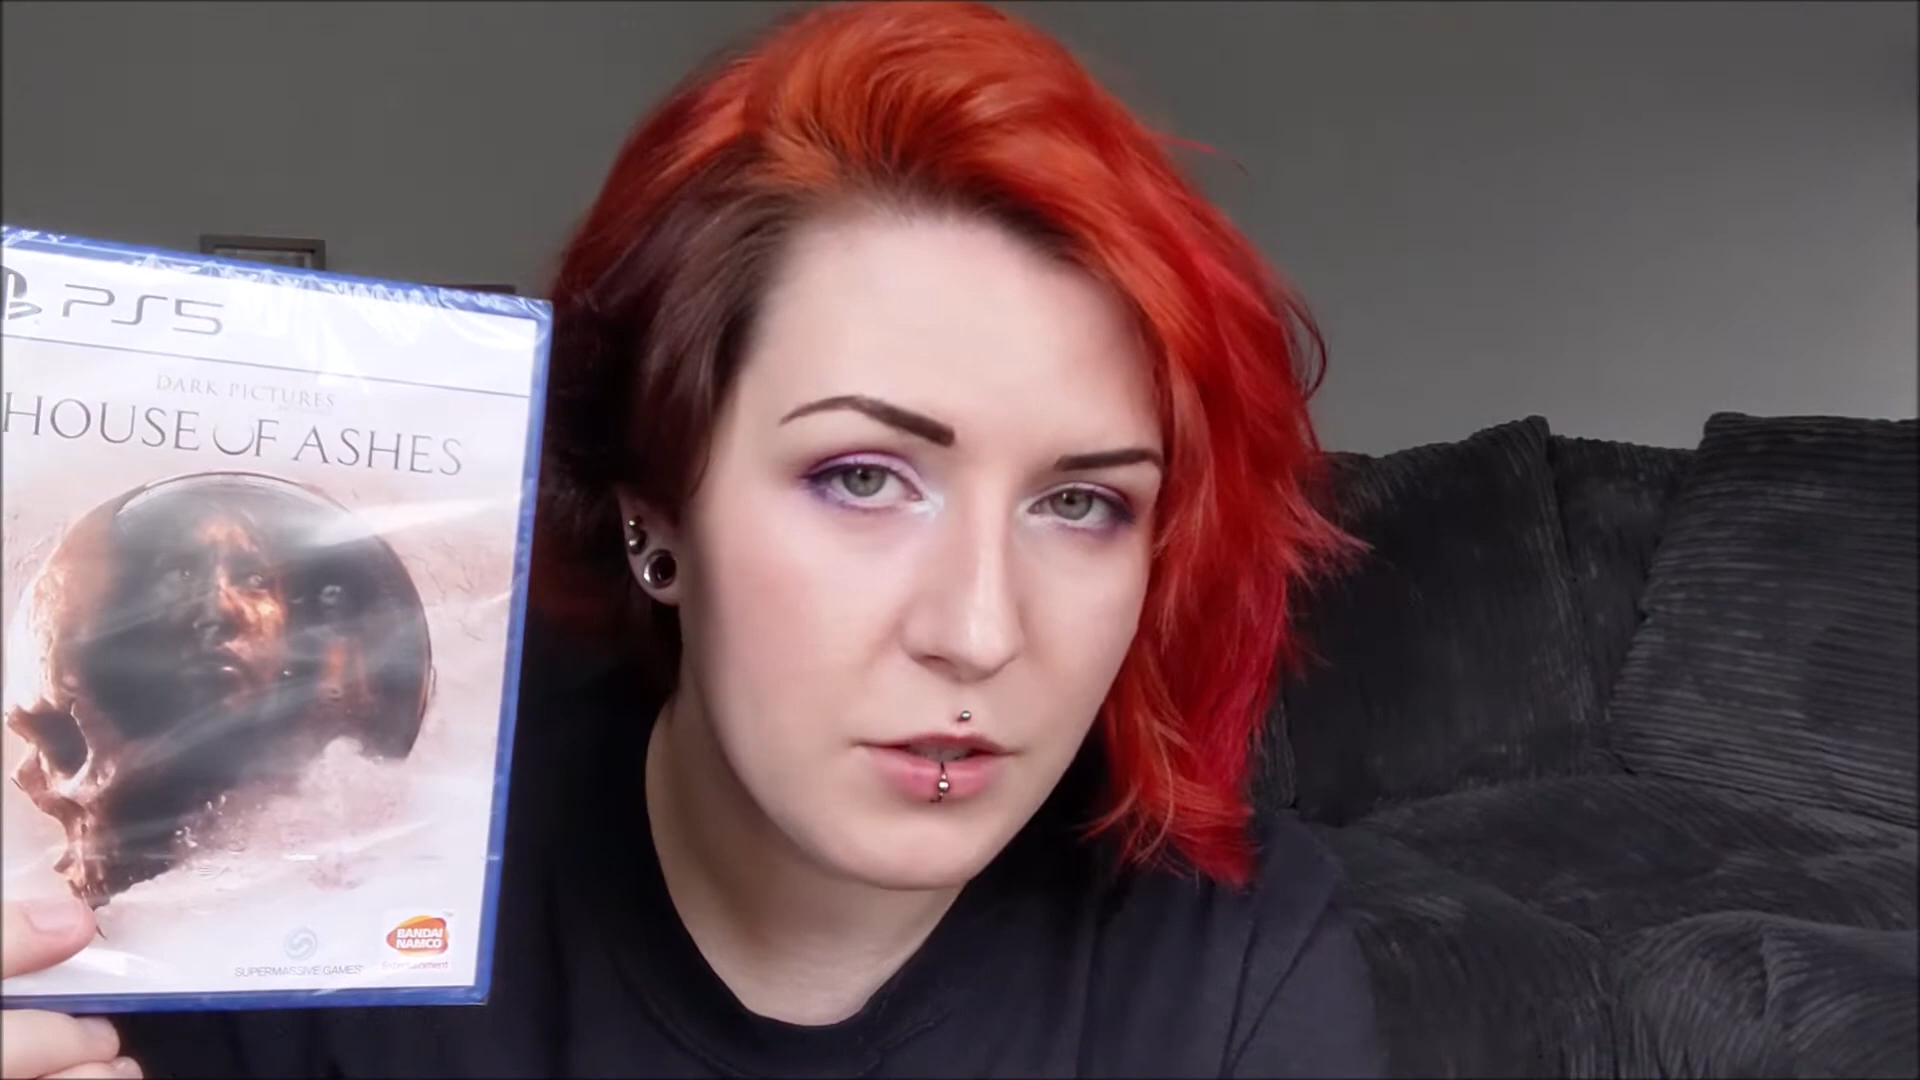 PS5
DARK PICTURES
HOUSE OF ASHES
SUPERMASSIVE GAMES
BANDAI
NAMCO
Entertainment